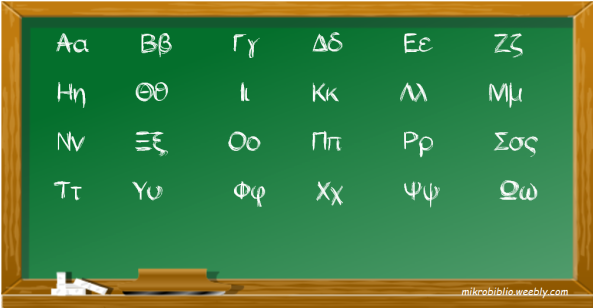 Αα Ββ Γγ Δδ Εε Ζζ
Ηη Θθ Ιι Κκ Λλ Μμ
Νν Ξξ Οο Ππ Ρρ Σσς
Ττ Υυ Φφ Χχ Ψψ Ωω
mikrobiblio.weebly.com